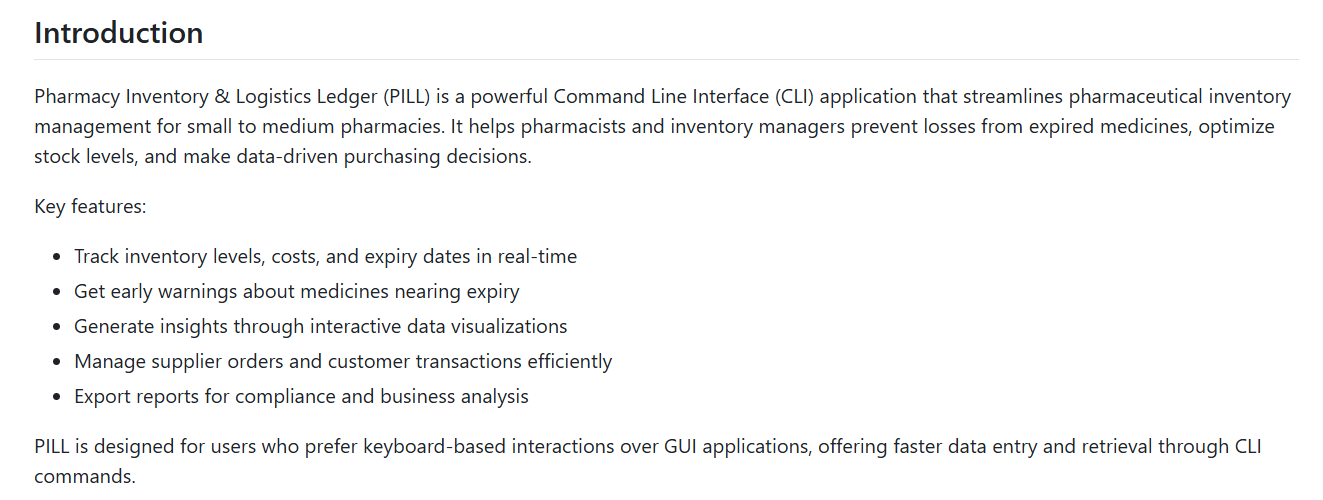 Introduction
Pharmacy Inventory & Logistics Ledger (PILL) is a powerful Command Line Interface (CLI) application that streamlines pharmaceutical inventory
management for small to medium pharmacies. It helps pharmacists and inventory managers prevent losses from expired medicines, optimize
stock levels, and make data-driven purchasing decisions.
Key features:
• Track inventory levels, costs, and expiry dates in real-time
• Get early warnings about medicines nearing expiry
• Generate insights through interactive data visualizations
• Manage supplier orders and customer transactions efficiently
• Export reports for compliance and business analysis
PILL is designed for users who prefer keyboard-based interactions over GUI applications, offering faster data entry and retrieval through CLI
commands.